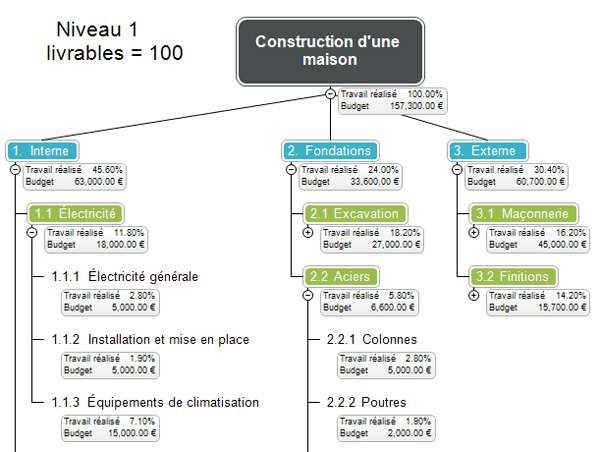 Niveau 1
livrables = 100
Construction d'une
maison
Travail réalisé 100.00%
Budget 157,300.00 €
1. Interne
Travail réalisé 45.60%
Budget 63,000.00 €
1.1 Électricité
Travail réalisé 11.80%
Budget 18,000.00 €
1.1.1 Électricité générale
Travail réalisé 2.80%
Budget 5,000.00 €
1.1.2 Installation et mise en place
Travail réalisé 1.90%
Budget 5,000.00 €
1.1.3 Équipements de climatisation
Travail réalisé 7.10%
Budget 15,000.00 €
2. Fondations
Travail réalisé 24.00%
Budget 33,600.00 €
2.1 Excavation
Travail réalisé 18.20%
Budget 27,000.00 €
2.2 Aciers
Travail réalisé 5.80%
Budget 6,600.00 €
2.2.1 Colonnes
Travail réalisé 2.80%
Budget 5,000.00 €
2.2.2 Poutres
Travail réalisé 1.90%
Budget 2,000.00 €
3. Externe
Travail réalisé 30.40%
Budget 60,700.00 €
3.1 Maçonnerie
Travail réalisé 16.20%
Budget 45,000.00 €
3.2 Finitions
Travail réalisé 14.20%
Budget 15,700.00 €